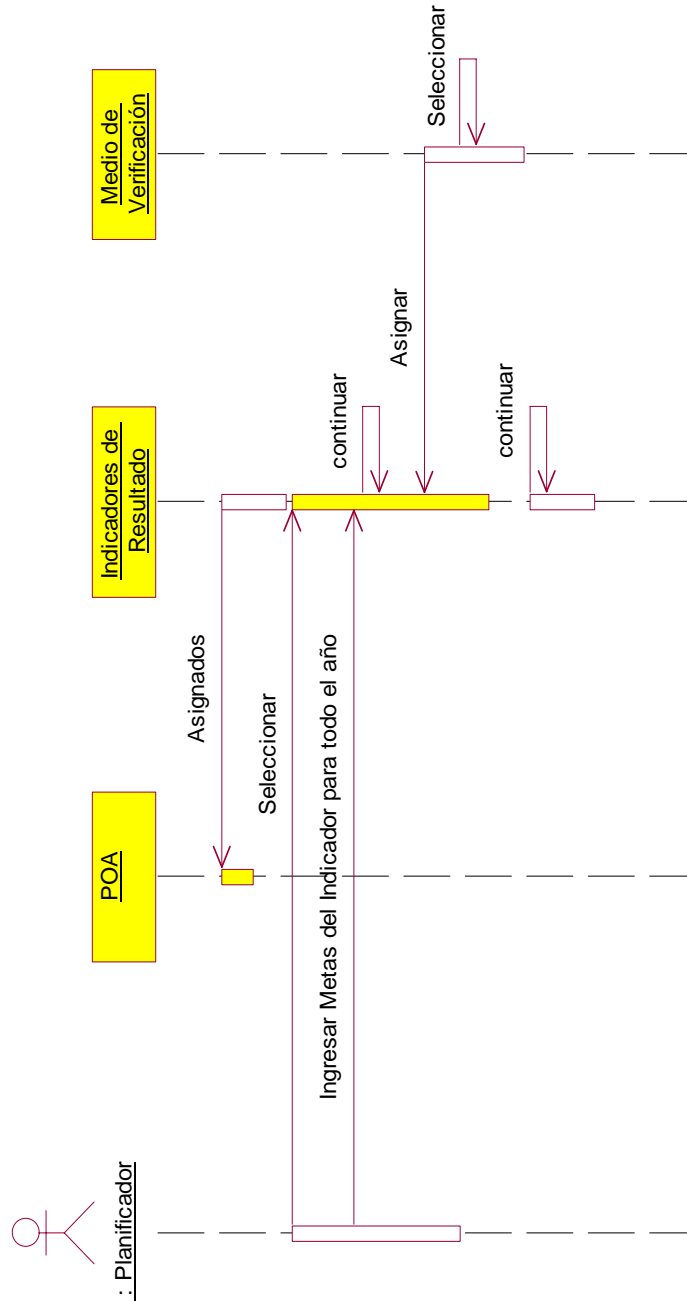 : Planificador
POA
Indicadores de
Resultado
Medio de
Verificación
Asignados
Seleccionar
Ingresar Metas del Indicador para todo el año
continuar
Asignar
Seleccionar
continuar